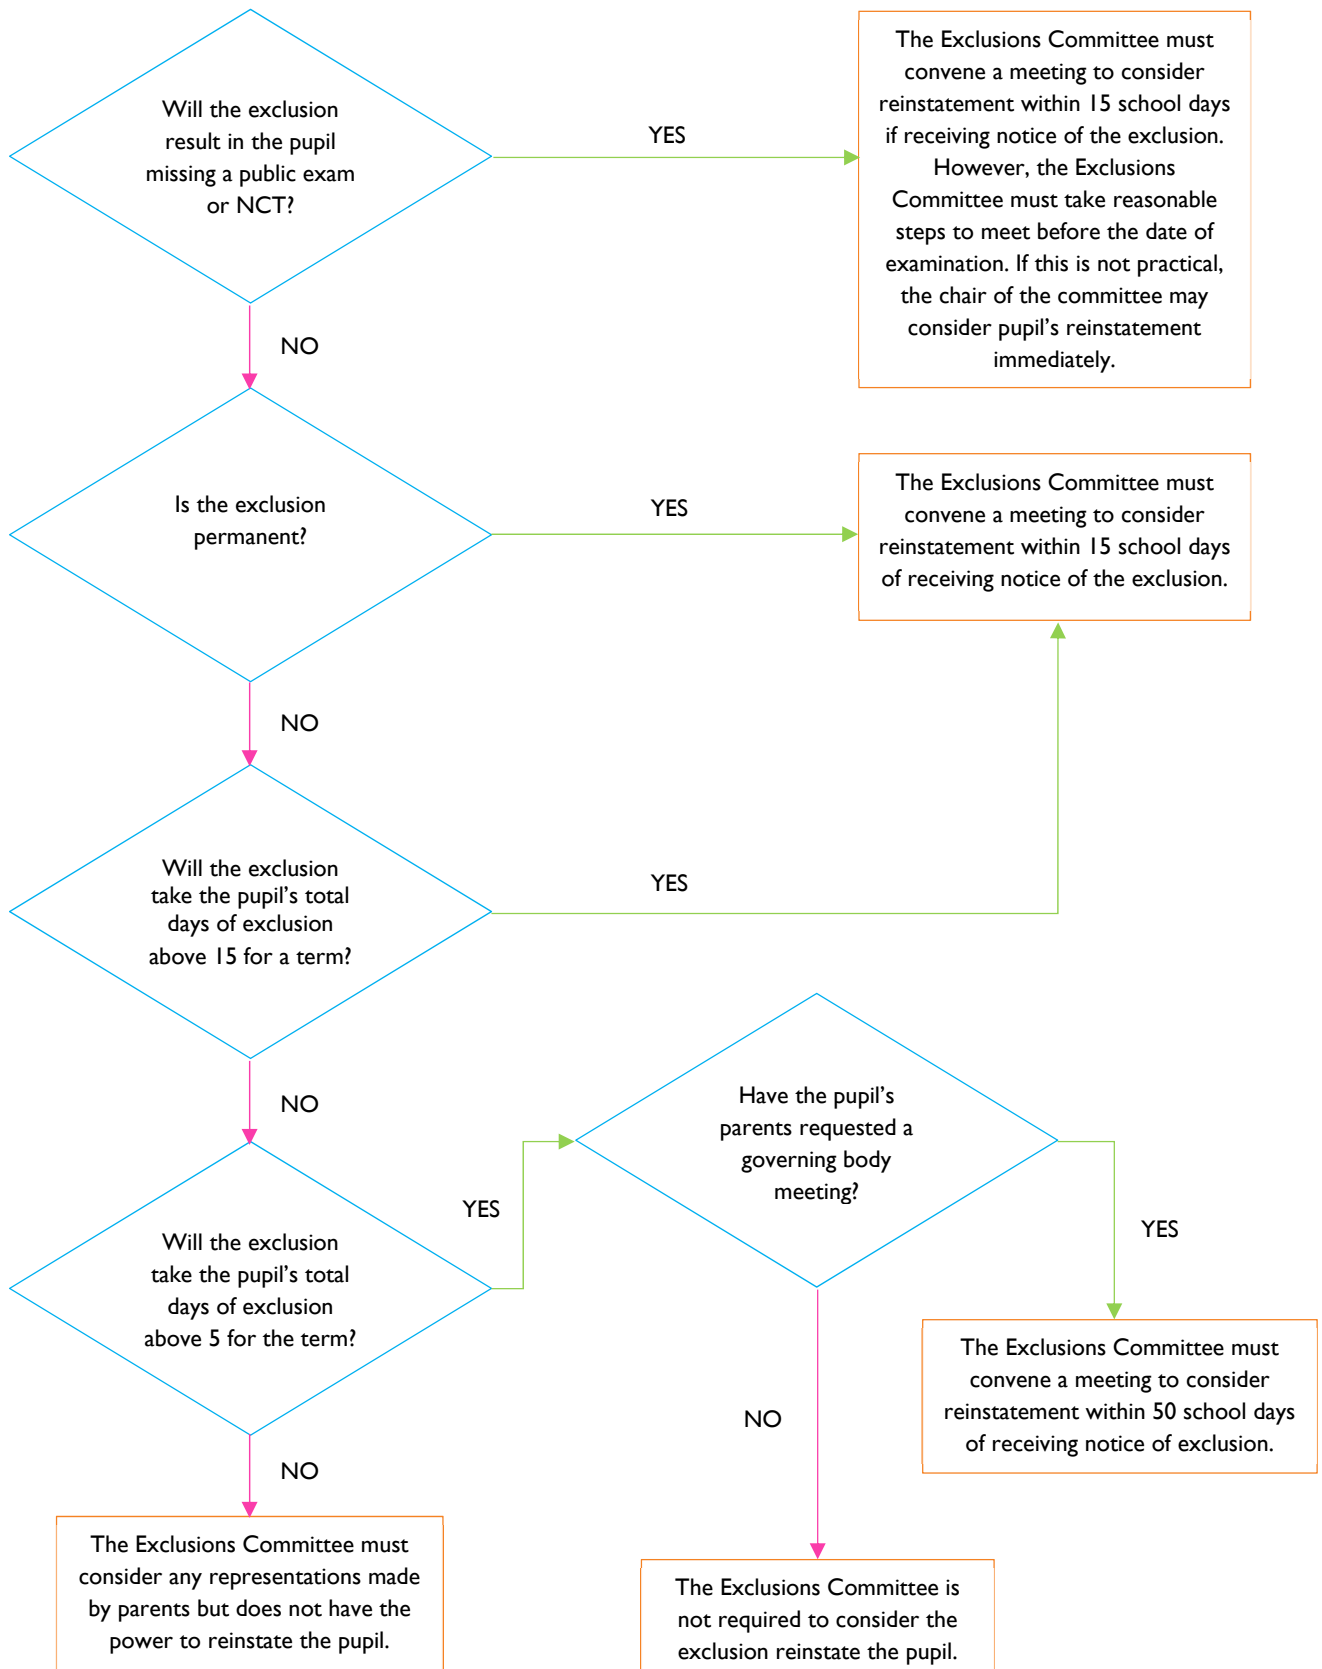 Will the exclusion
result in the pupil
missing a public exam
or NCT?
YES
The Exclusions Committee must
convene a meeting to consider
reinstatement within 15 school days
if receiving notice of the exclusion.
However, the Exclusions
Committee must take reasonable
steps to meet before the date of
examination. If this is not practical,
the chair of the committee may
consider pupil's reinstatement
immediately.
NO
Is the exclusion
permanent?
YES
The Exclusions Committee must
convene a meeting to consider
reinstatement within 15 school days
of receiving notice of the exclusion.
NO
Will the exclusion
take the pupil's total
days of exclusion
above 15 for a term?
YES
NO
Will the exclusion
take the pupil's total
days of exclusion
above 5 for the term?
YES
Have the pupil's
parents requested a
governing body
meeting?
YES
The Exclusions Committee must
convene a meeting to consider
reinstatement within 50 school days
of receiving notice of exclusion.
NO
The Exclusions Committee is
not required to consider the
exclusion reinstate the pupil.
NO
The Exclusions Committee must
consider any representations made
by parents but does not have the
power to reinstate the pupil.